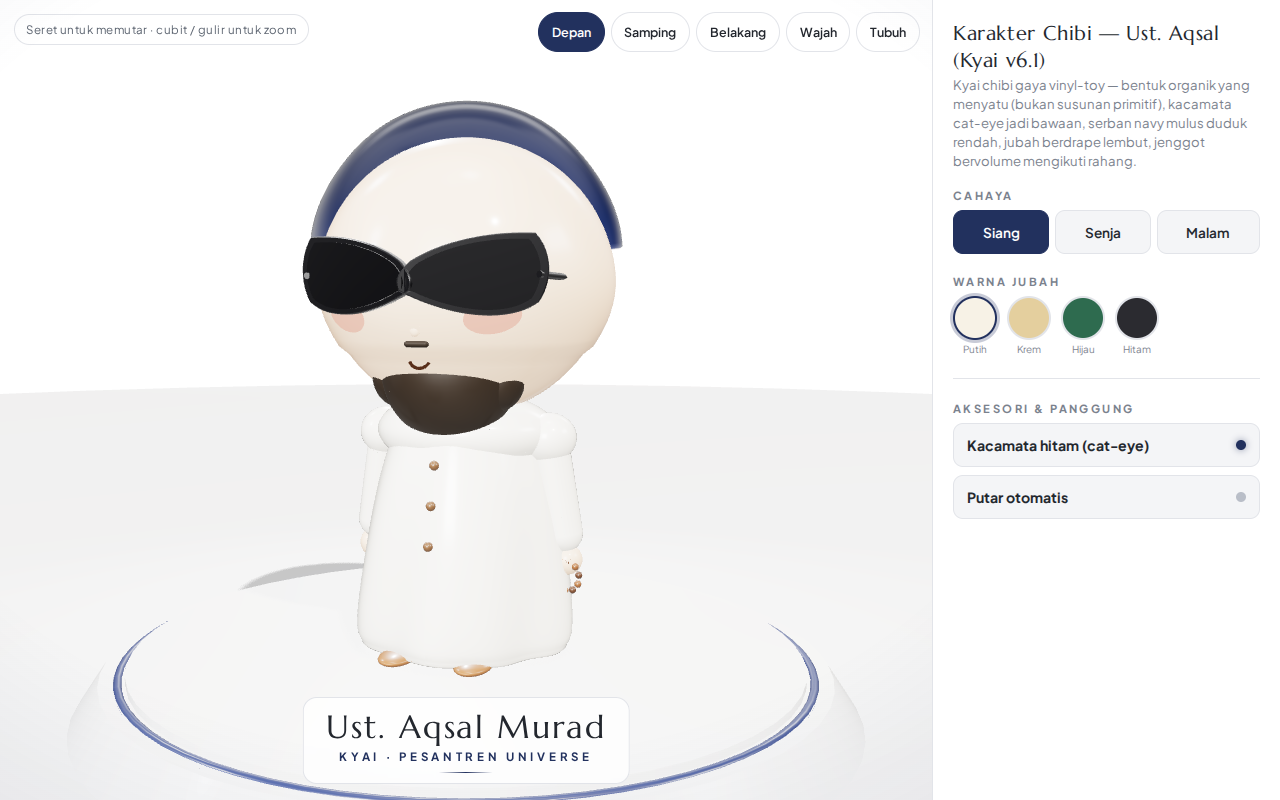 Seret untuk memutar · cubit / gulir untuk zoom
Depan
Samping
Belakang
Wajah
Tubuh
Karakter Chibi — Ust. Aqsal
(Kyai v6.1)
Kyai chibi gaya vinyl-toy — bentuk organik yang
menyatu (bukan susunan primitif), kacamata
cat-eye jadi bawaan, serban navy mulus duduk
rendah, jubah berdrape lembut, jenggot
bervolume mengikuti rahang.
CAHAYA
Siang
Senja
Malam
WARNA JUBAH
Putih
Krem
Hijau
Hitam
AKSESORI & PANGGUNG
Kacamata hitam (cat-eye)
Putar otomatis
Ust. Aqsal Murad
KYAI · PESANTREN UNIVERSE